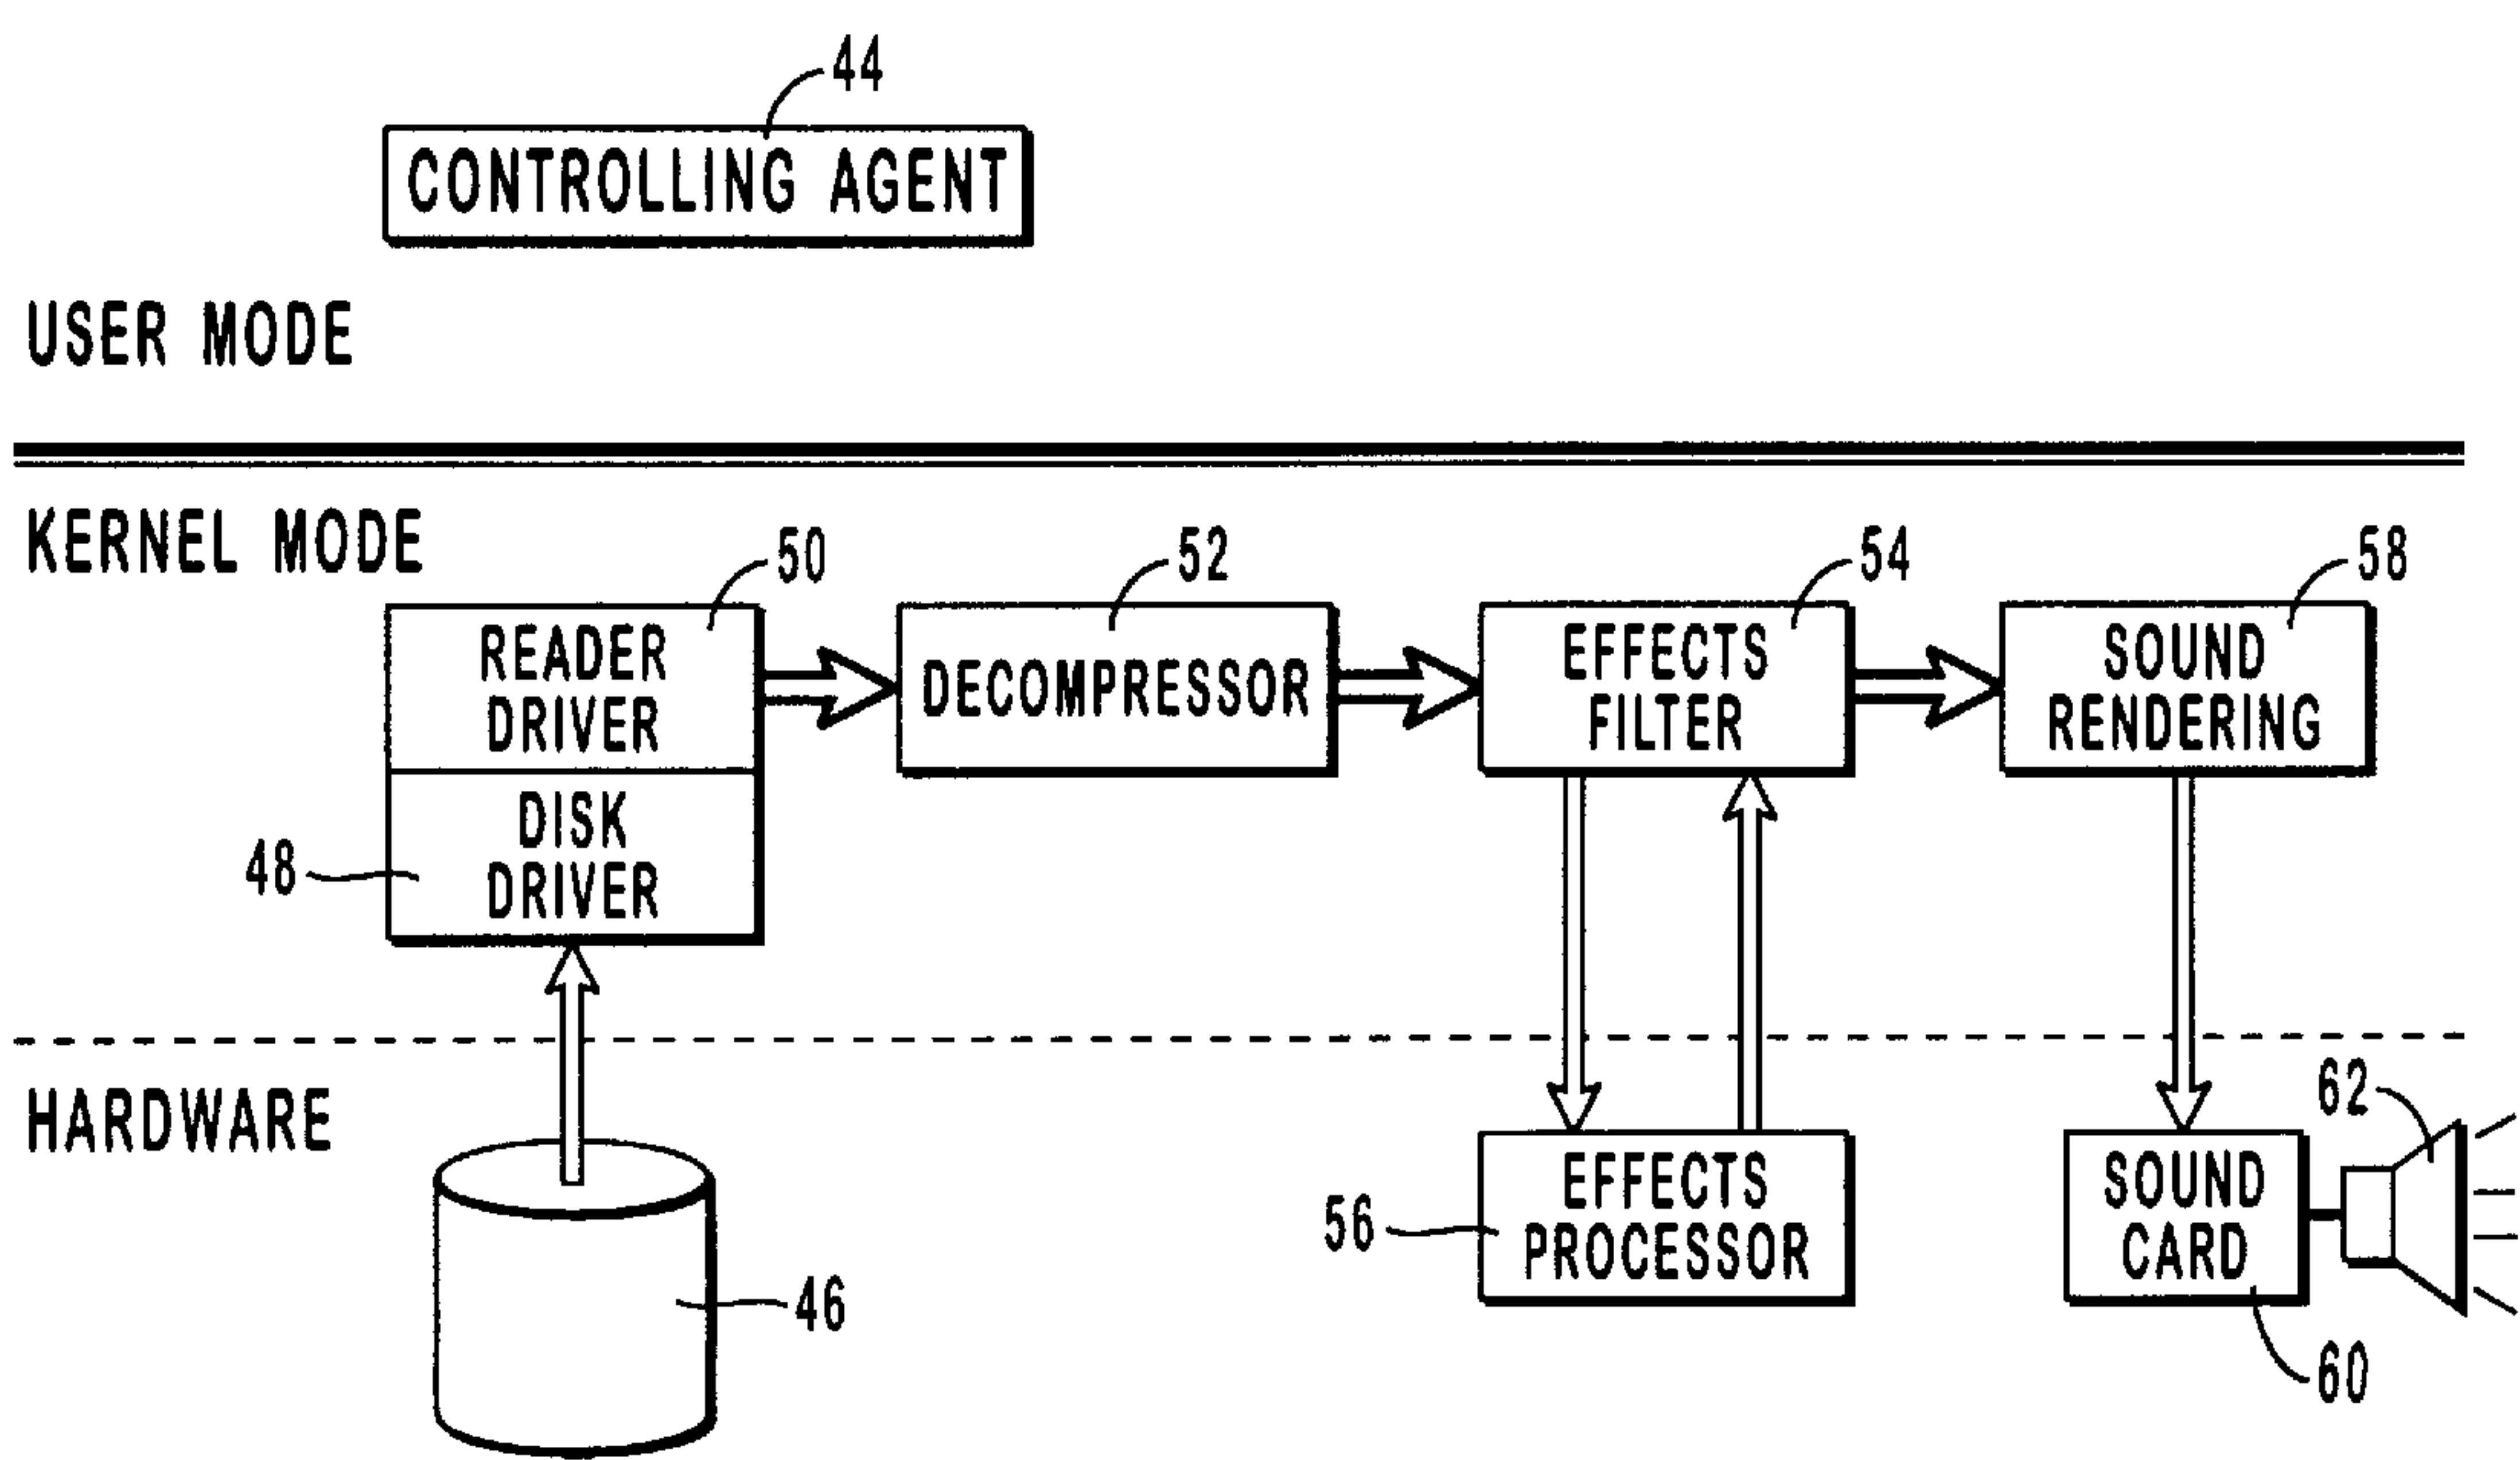 44
CONTROLLING AGENT
USER MODE
KERNEL MODE
50
52
54
58
READER
DRIVER
DECOMPRESSOR
EFFECTS
FILTER
SOUND
RENDERING
DISK
DRIVER
48
HARDWARE
62
EFFECTS
PROCESSOR
56
SOUND
CARD
46
60